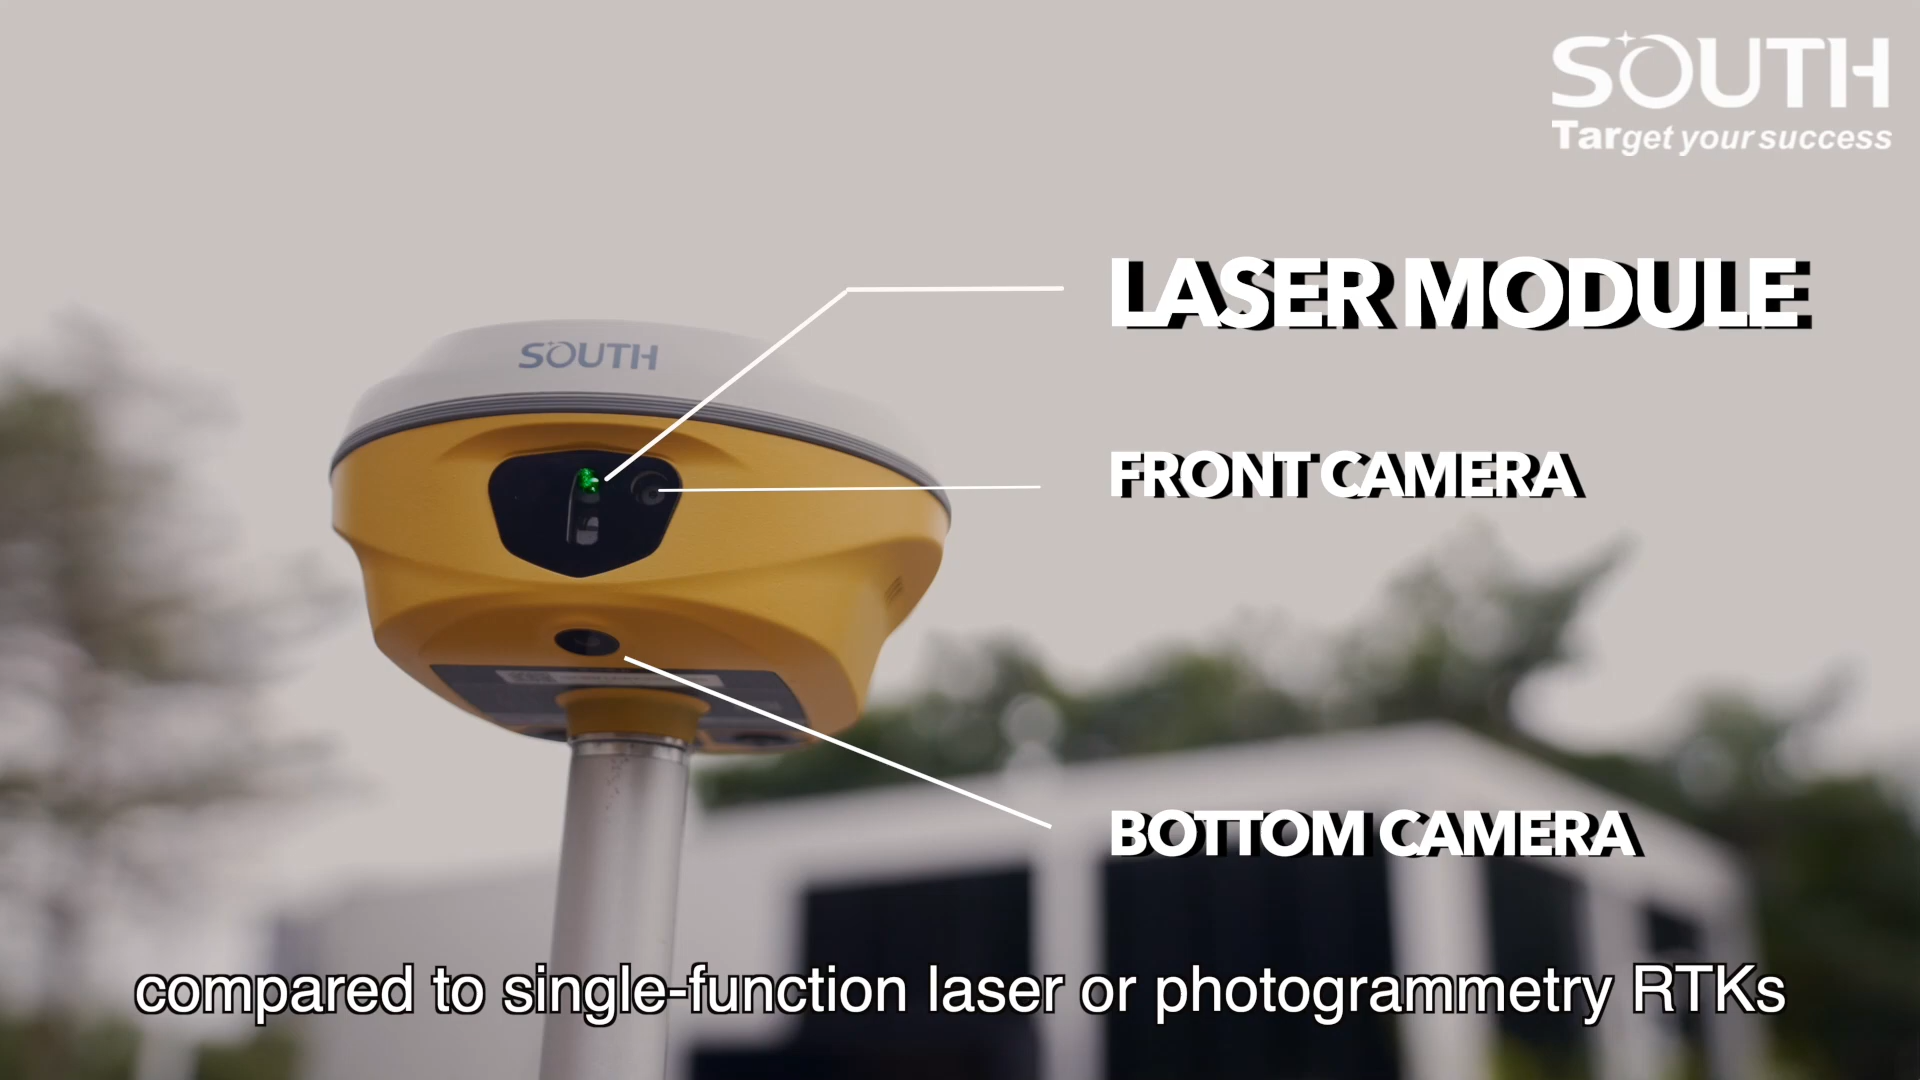 SOUTH
Target your success
LASER MODULE
SOUTH
FRONT CAMERA
BOTTOM CAMERA
compared to single-function laser or photogrammetry RTKs